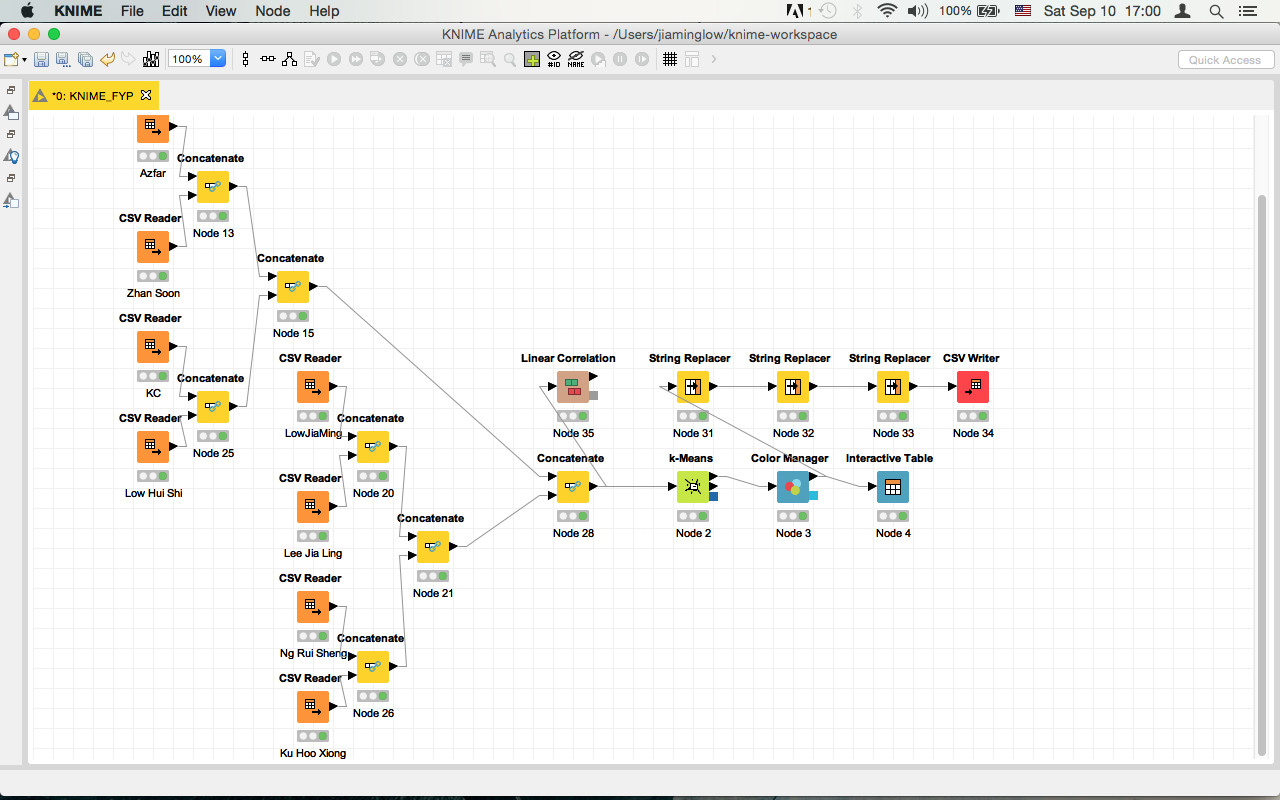 KNIME File Edit View Node Help 100% Sat Sep 10 17:00
KNIME Analytics Platform - /Users/jiaminglow/knime-workspace
100% Quick Access
*0: KNIME_FYP
Azfar
Concatenate
Node 13
CSV Reader
Zhan Soon
Concatenate
Node 15
CSV Reader
KC
Concatenate
Node 25
CSV Reader
Low Hui Shi
CSV Reader
LowJiaMing
Concatenate
Node 20
CSV Reader
Lee Jia Ling
Concatenate
Node 21
CSV Reader
Ng Rui Sheng
Concatenate
Node 26
CSV Reader
Ku Hoo Xiong
Linear Correlation
Node 35
String Replacer
Node 31
String Replacer
Node 32
String Replacer
Node 33
CSV Writer
Node 34
Concatenate
Node 28
k-Means
Node 2
Color Manager
Node 3
Interactive Table
Node 4